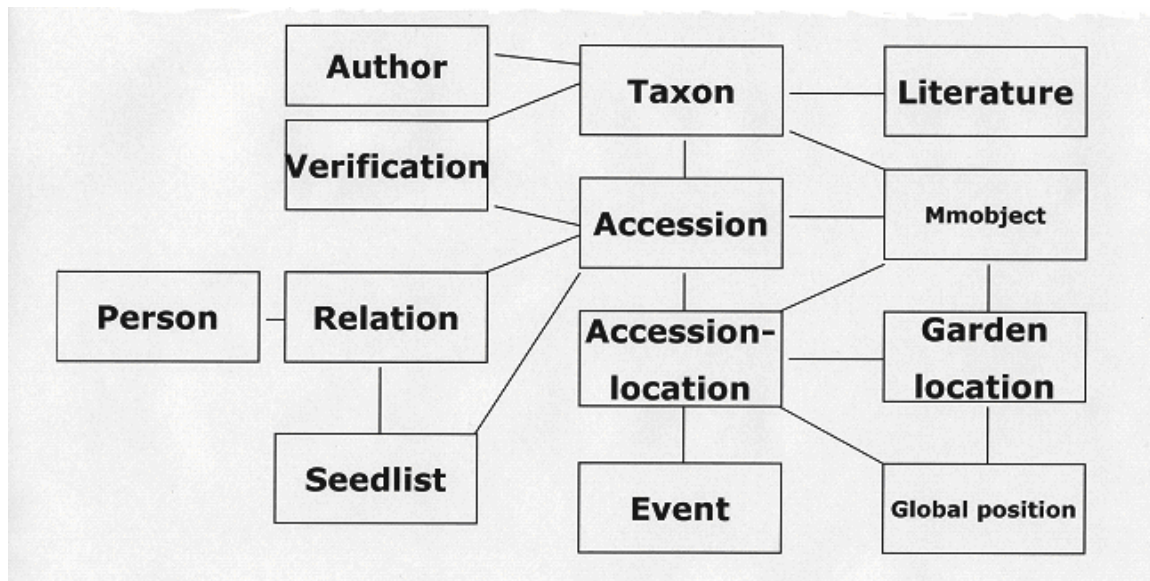 Author
Taxon
Literature
Verification
Accession
Mmobject
Person
Relation
Accession-
location
Garden
location
Seedlist
Event
Global position